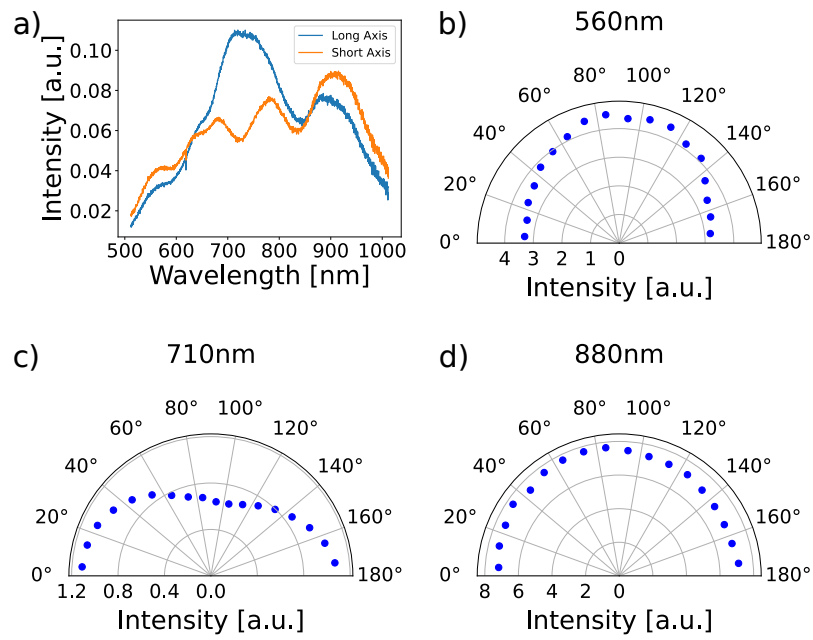 a)
Intensity [a.u.]
0.10
0.08
0.06
0.04
0.02
500 600 700 800 900 1000
Wavelength [nm]
Long Axis
Short Axis
b)
560nm
0°
20°
40°
60°
80°
100°
120°
140°
160°
180°
4 3 2 1 0
Intensity [a.u.]
c)
710nm
0°
20°
40°
60°
80°
100°
120°
140°
160°
180°
1.2 0.8 0.4 0.0
Intensity [a.u.]
d)
880nm
0°
20°
40°
60°
80°
100°
120°
140°
160°
180°
8 6 4 2 0
Intensity [a.u.]